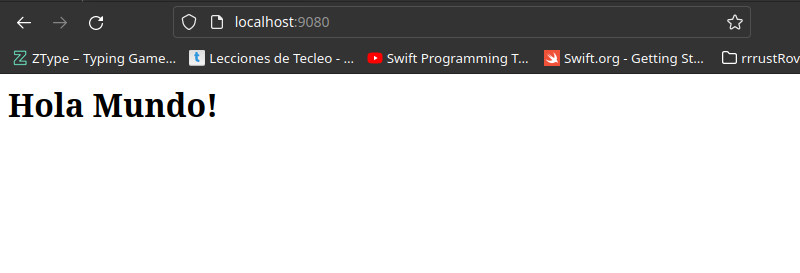 localhost:9080
ZType – Typing Game... Lecciones de Tecleo - ... Swift Programming T... Swift.org - Getting St... rrrustRov
Hola Mundo!